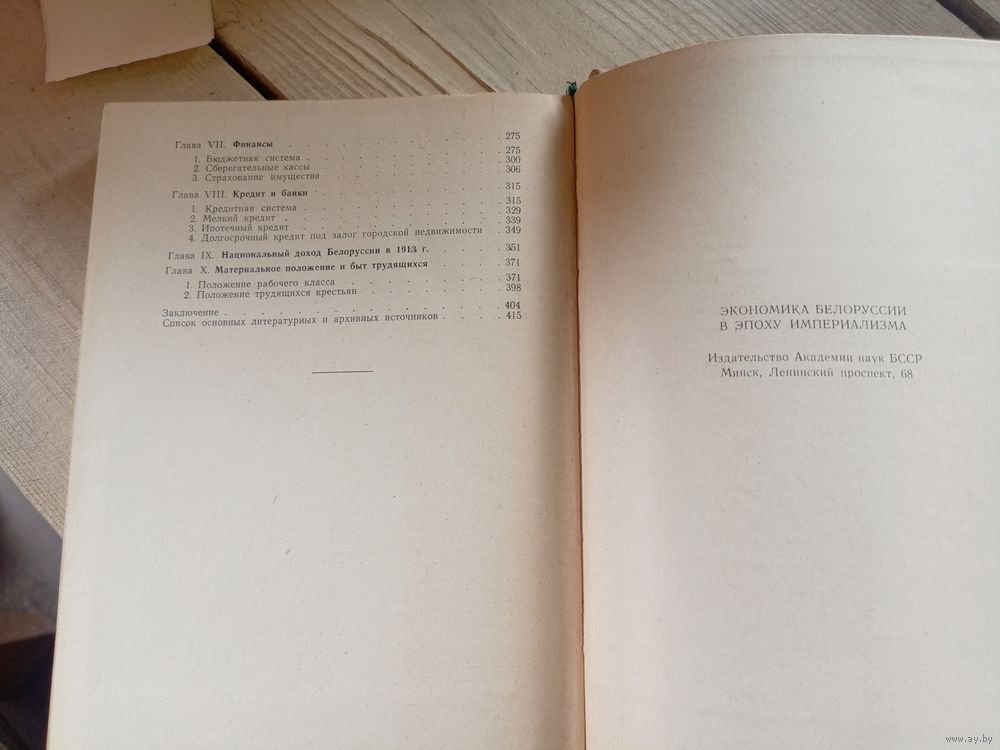 Глава VII. Финансы . . . . . . . . . . 275
1. Бюджетная система . . . . . . . . . . 275
2. Сберегательные кассы . . . . . . . . . . 300
3. Страхование имущества . . . . . . . . . . 306
Глава VIII. Кредит и банки . . . . . . . . . . 315
1. Кредитная система . . . . . . . . . . 315
2. Мелкий кредит . . . . . . . . . . 329
3. Ипотечный кредит . . . . . . . . . . 339
4. Долгосрочный кредит под залог городской недвижимости 349
Глава IX. Национальный доход Белоруссии в 1913 г. . . . . 351
Глава X. Материальное положение и быт трудящихся . . . . 371
1. Положение рабочего класса . . . . . . . . . . 371
2. Положение трудящихся крестьян . . . . . . . . . . 398
Заключение . . . . . . . . . . 404
Список основных литературных и архивных источников . . . . 415
ЭКОНОМИКА БЕЛОРУССИИ
В ЭПОХУ ИМПЕРИАЛИЗМА
Издательство Академии наук БССР
Минск, Ленинский проспект, 68
www.ay.by